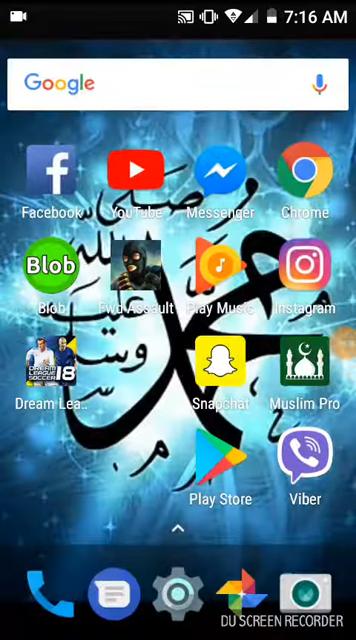 7:16 AM
Google
Facebook YouTube Messenger Chrome
Blob
Blob Fwd Assault Play Music Instagram
DREAM LEAGUE SOCCER 18
Dream Lea.. Snapchat Muslim Pro
Play Store Viber
DU SCREEN RECORDER
محمد